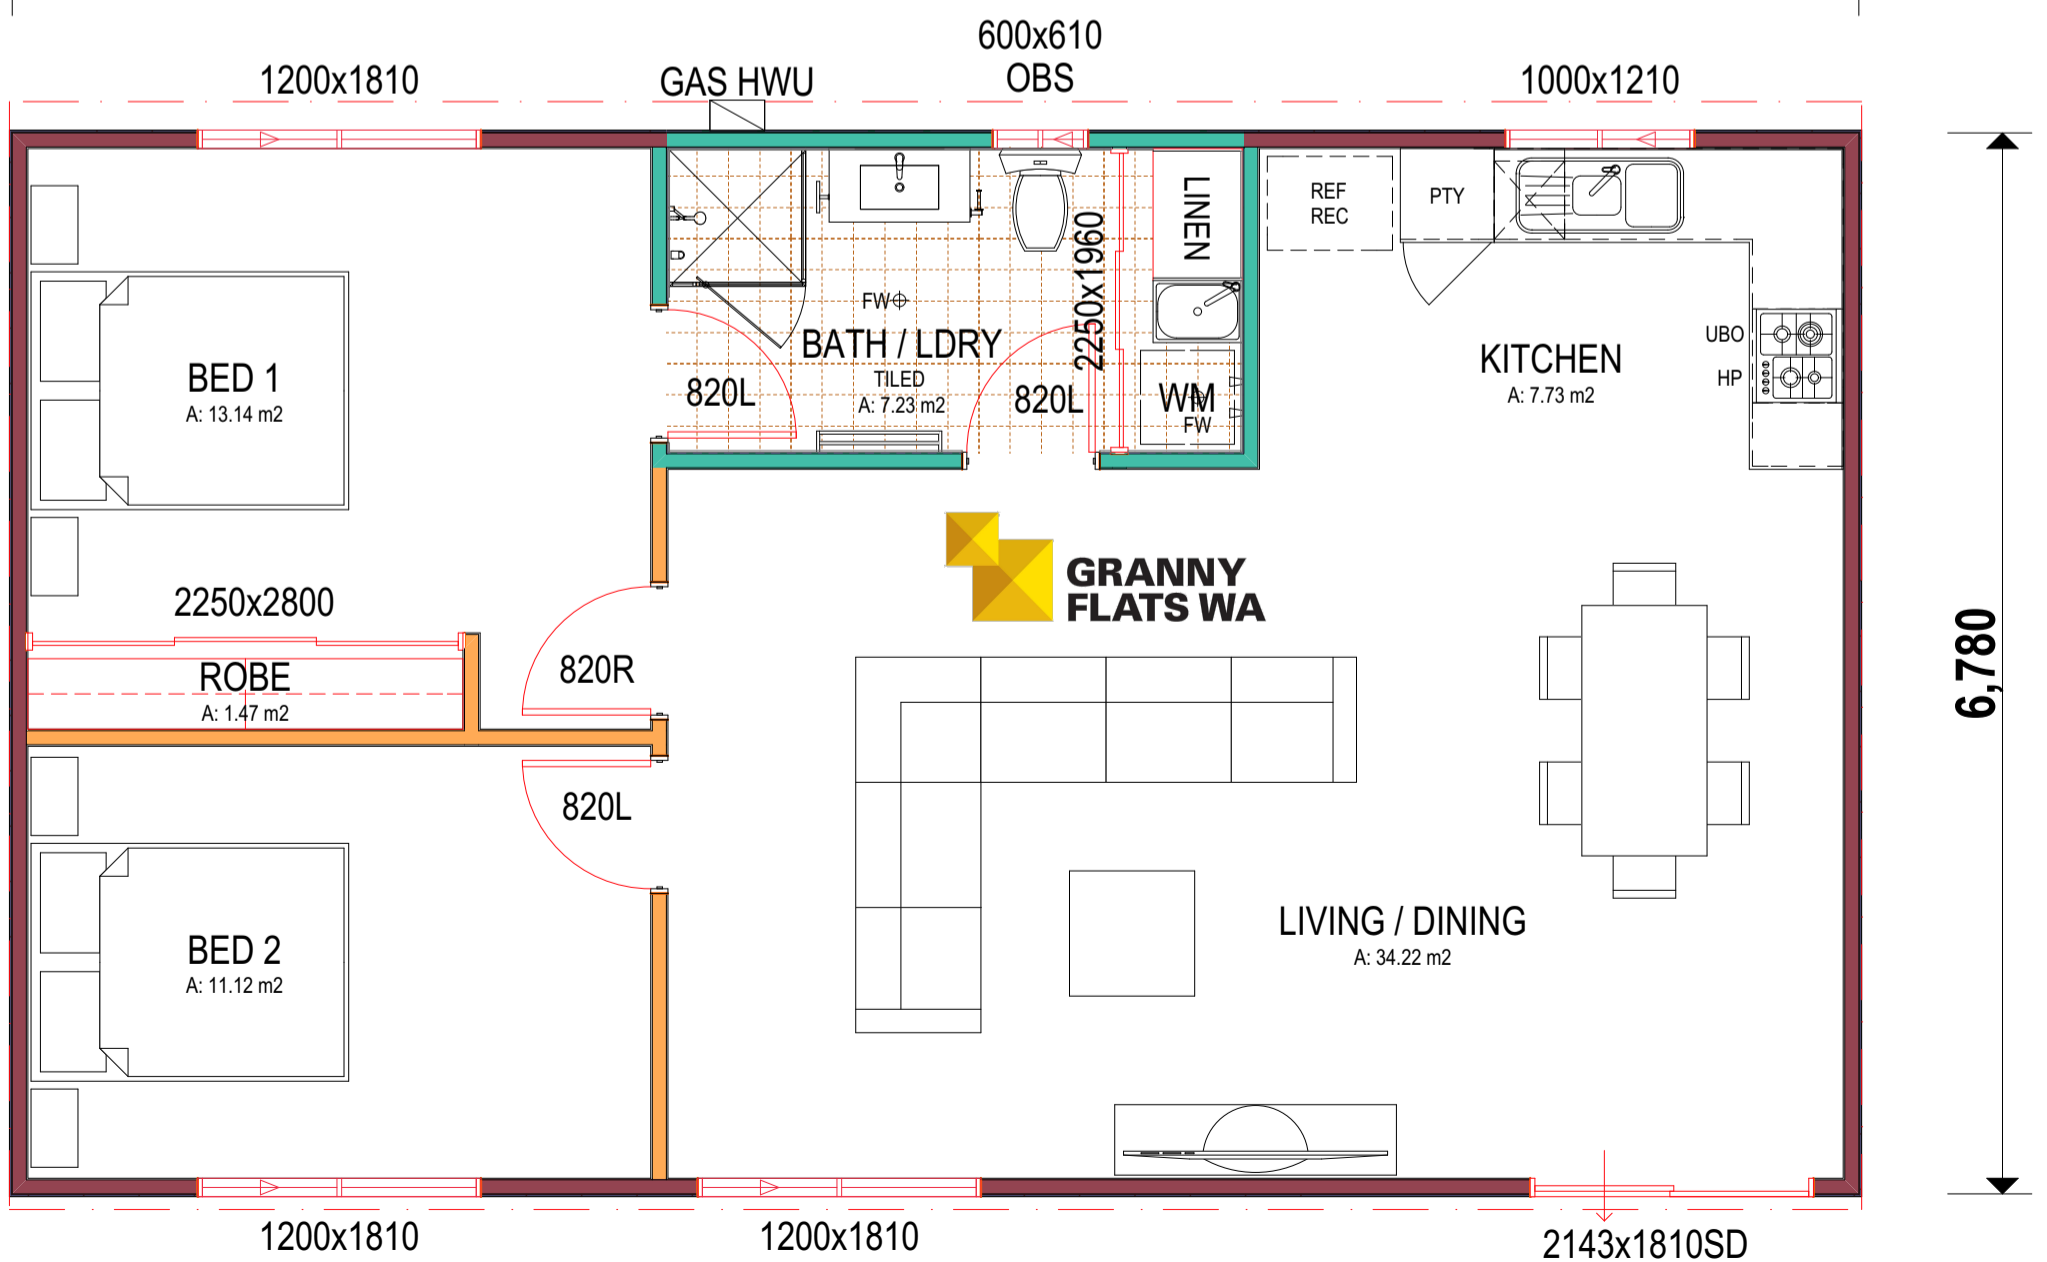 600x610
OBS
1200x1810
GAS HWU
1000x1210
LINEN
REF
REC
PTY
2250x1960
FW
BATH / LDRY
TILED
A: 7.23 m2
820L
820L
WM
FW
UBO
HP
KITCHEN
A: 7.73 m2
BED 1
A: 13.14 m2
GRANNY
FLATS WA
2250x2800
ROBE
A: 1.47 m2
820R
820L
6,780
BED 2
A: 11.12 m2
LIVING / DINING
A: 34.22 m2
1200x1810
1200x1810
2143x1810SD